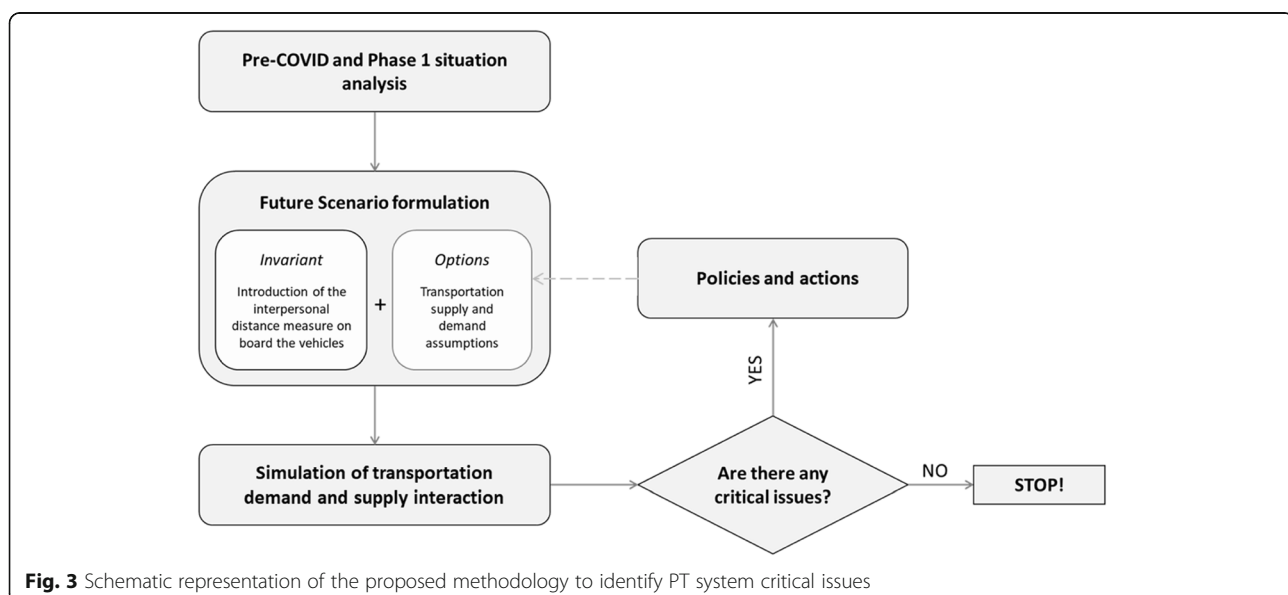 Pre-COVID and Phase 1 situation
analysis
Future Scenario formulation
Invariant
Introduction of the
interpersonal
distance measure on
board the vehicles
+
Options
Transportation
supply and
demand
assumptions
Policies and actions
YES
Simulation of transportation
demand and supply interaction
Are there any
critical issues?
NO
STOP!
Fig. 3 Schematic representation of the proposed methodology to identify PT system critical issues